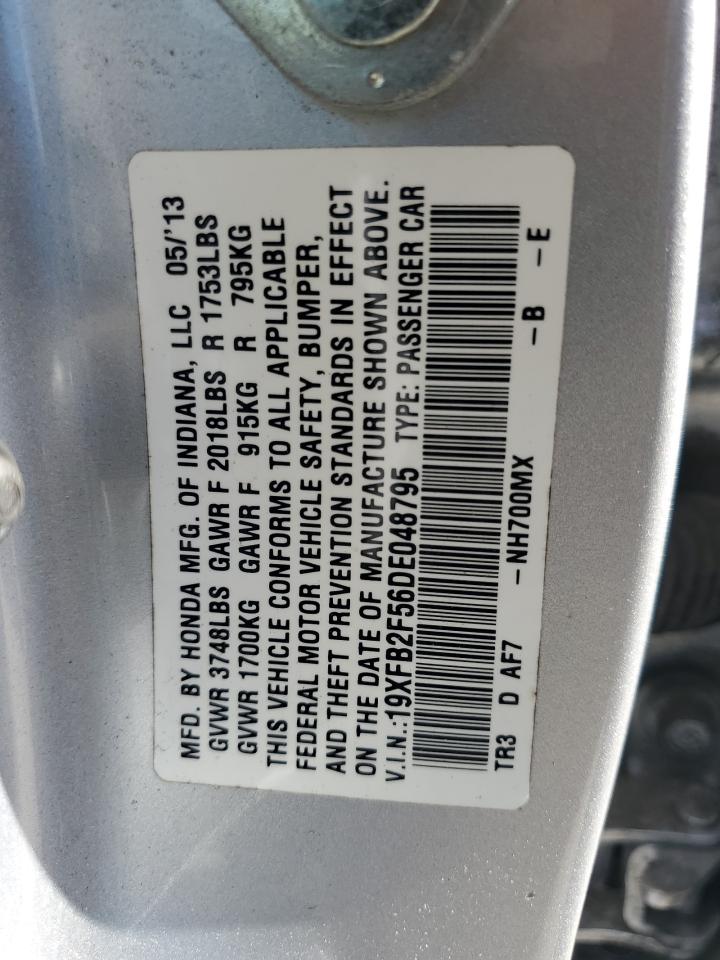 MFD. BY HONDA MFG. OF INDIANA, LLC 05/'13
GVWR 3748LBS GAWR F 2018LBS R 1753LBS
GVWR 1700KG GAWR F 915KG R 795KG
THIS VEHICLE CONFORMS TO ALL APPLICABLE
FEDERAL MOTOR VEHICLE SAFETY, BUMPER,
AND THEFT PREVENTION STANDARDS IN EFFECT
ON THE DATE OF MANUFACTURE SHOWN ABOVE.
V.I.N.:19XFB2F56DE048795 TYPE: PASSENGER CAR
TR3 D AF7 -NH700MX -B -E